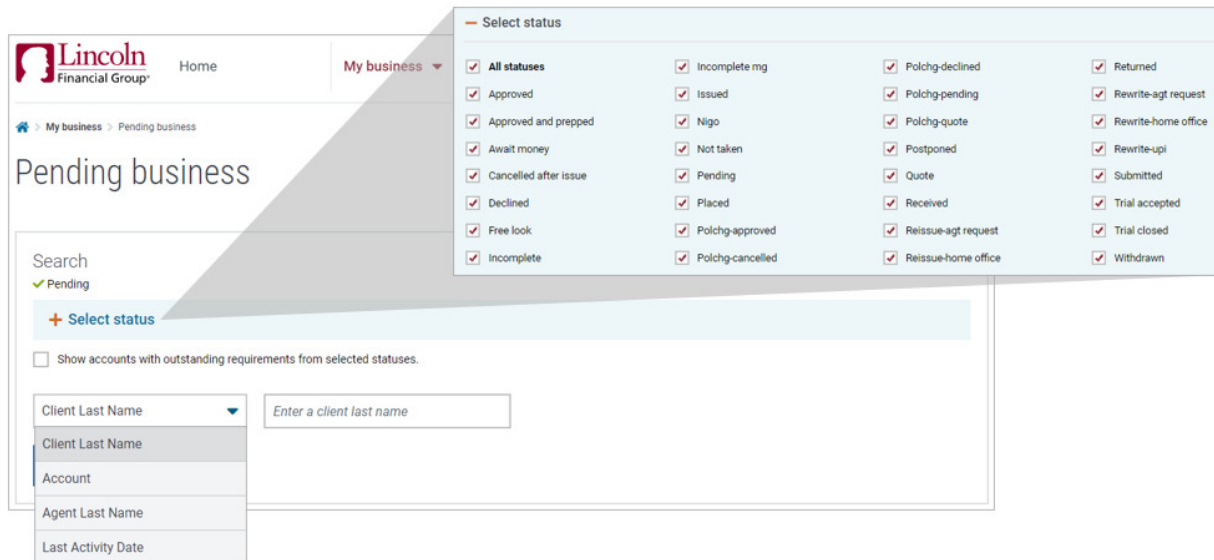 Lincoln
Financial Group®
Home
My business
My business > Pending business
Pending business
Search
Pending
+ Select status
Show accounts with outstanding requirements from selected statuses.
Client Last Name
Enter a client last name
Client Last Name
Account
Agent Last Name
Last Activity Date
− Select status
All statuses
Approved
Approved and prepped
Await money
Cancelled after issue
Declined
Free look
Incomplete
Incomplete mg
Issued
Nigo
Not taken
Pending
Placed
Polchg-approved
Polchg-cancelled
Polchg-declined
Polchg-pending
Polchg-quote
Postponed
Quote
Received
Reissue-agt request
Reissue-home office
Returned
Rewrite-agt request
Rewrite-home office
Rewrite-upi
Submitted
Trial accepted
Trial closed
Withdrawn